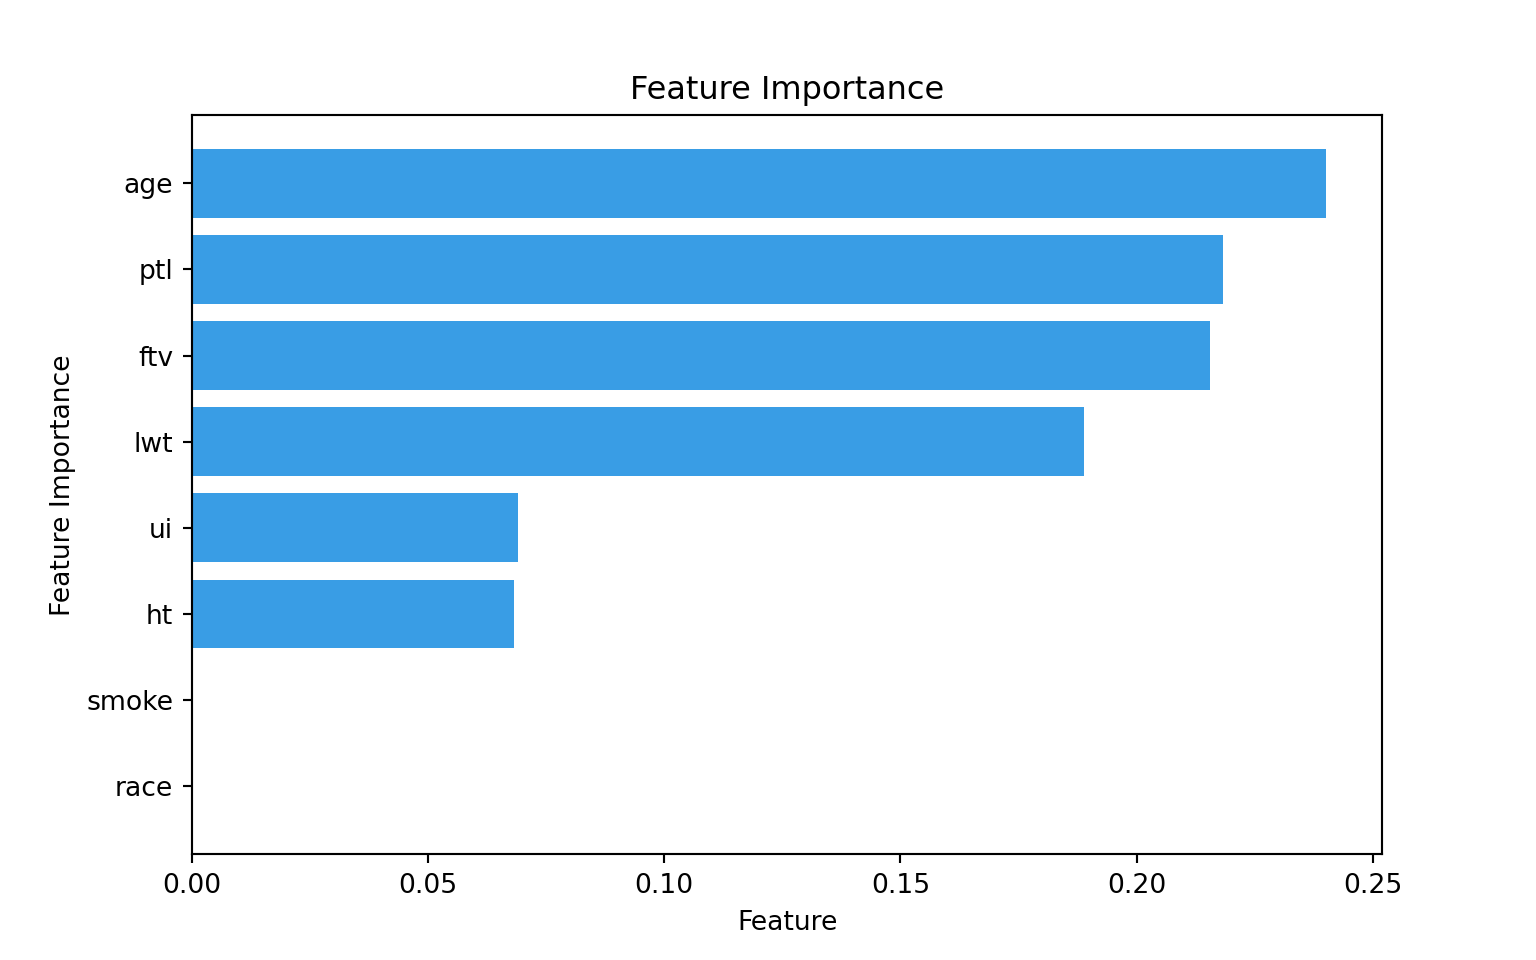 Feature Importance
age
ptl
ftv
lwt
ui
ht
smoke
race
Feature Importance
0.00 0.05 0.10 0.15 0.20 0.25
Feature